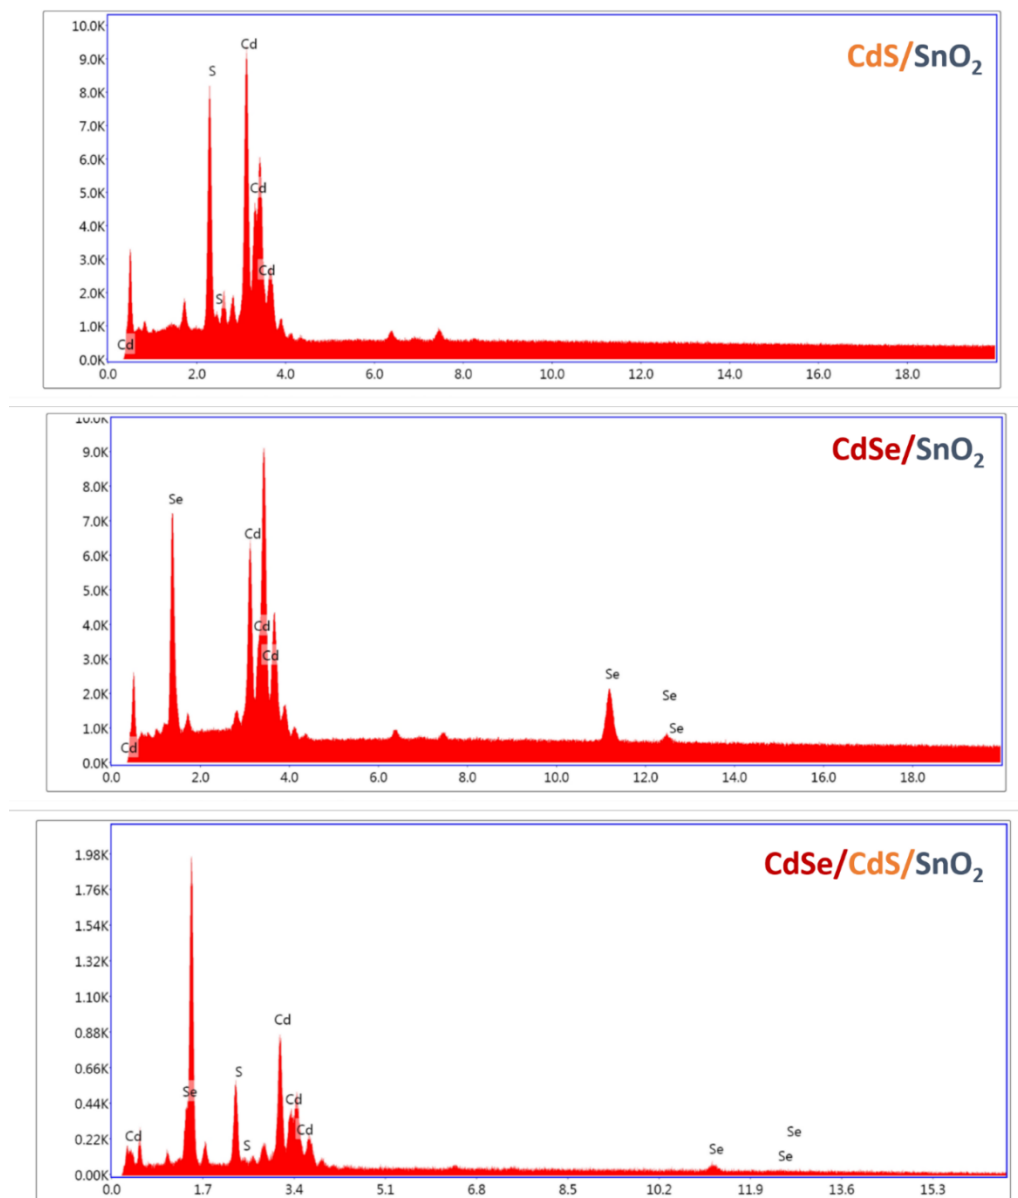 10.0K
CdS/SnO₂
Cd
9.0K
S
8.0K
7.0K
6.0K
Cd
5.0K
4.0K
3.0K
Cd
2.0K
S
1.0K
Cd
0.0K
0.0 2.0 4.0 6.0 8.0 10.0 12.0 14.0 16.0 18.0
10.0K
CdSe/SnO₂
9.0K
8.0K
Se
7.0K
Cd
6.0K
5.0K
4.0K
Cd
3.0K
Cd
Se
2.0K
Se
1.0K
Se
Cd
0.0K
0.0 2.0 4.0 6.0 8.0 10.0 12.0 14.0 16.0 18.0
1.98K
CdSe/CdS/SnO₂
1.76K
1.54K
1.32K
1.10K
Cd
0.88K
0.66K
S
Se
0.44K
Cd
Cd
Cd
Se
0.22K
S
Se
Se
0.00K
0.0 1.7 3.4 5.1 6.8 8.5 10.2 11.9 13.6 15.3